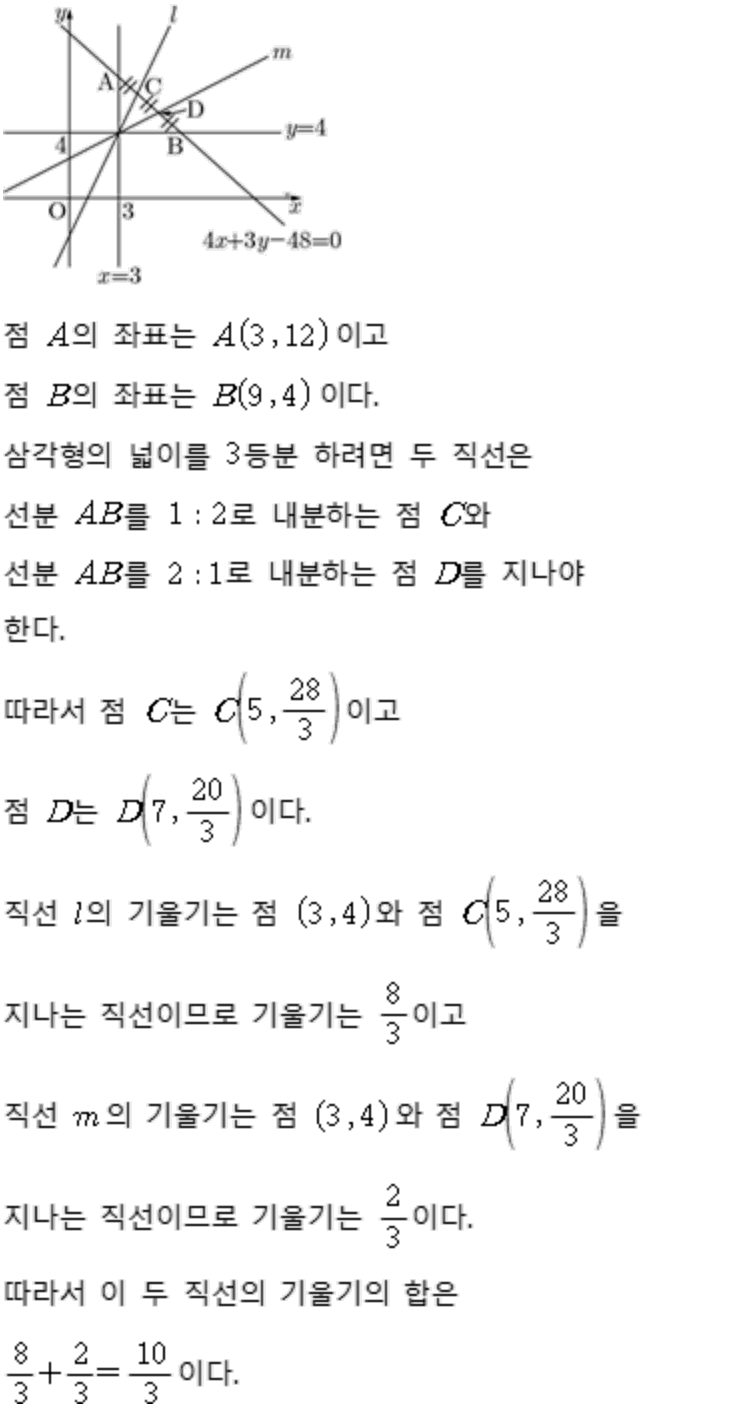 y
l
m
A
C
D
B
y=4
4
O
3
x
4x+3y-48=0
x=3
점 A의 좌표는 A(3,12)이고
점 B의 좌표는 B(9,4)이다.
삼각형의 넓이를 3등분 하려면 두 직선은
선분 AB를 1:2로 내분하는 점 C와
선분 AB를 2:1로 내분하는 점 D를 지나야
한다.
따라서 점 C는 C(5, 28/3)이고
점 D는 D(7, 20/3)이다.
직선 l의 기울기는 점 (3,4)와 점 C(5, 28/3)을
지나는 직선이므로 기울기는 8/3이고
직선 m의 기울기는 점 (3,4)와 점 D(7, 20/3)을
지나는 직선이므로 기울기는 2/3이다.
따라서 이 두 직선의 기울기의 합은
8/3+2/3=10/3이다.